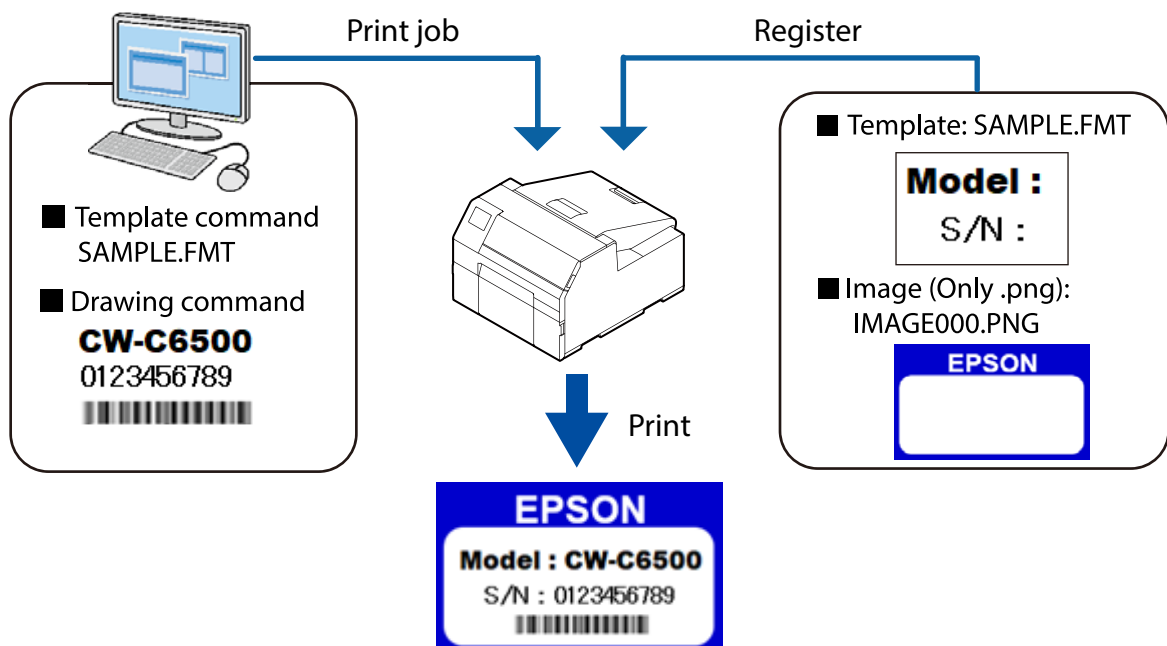 Print job
Register
■ Template command
SAMPLE.FMT
■ Drawing command
CW-C6500
0123456789
■ Template: SAMPLE.FMT
Model :
S/N :
■ Image (Only .png):
IMAGE000.PNG
EPSON
Print
EPSON
Model : CW-C6500
S/N : 0123456789